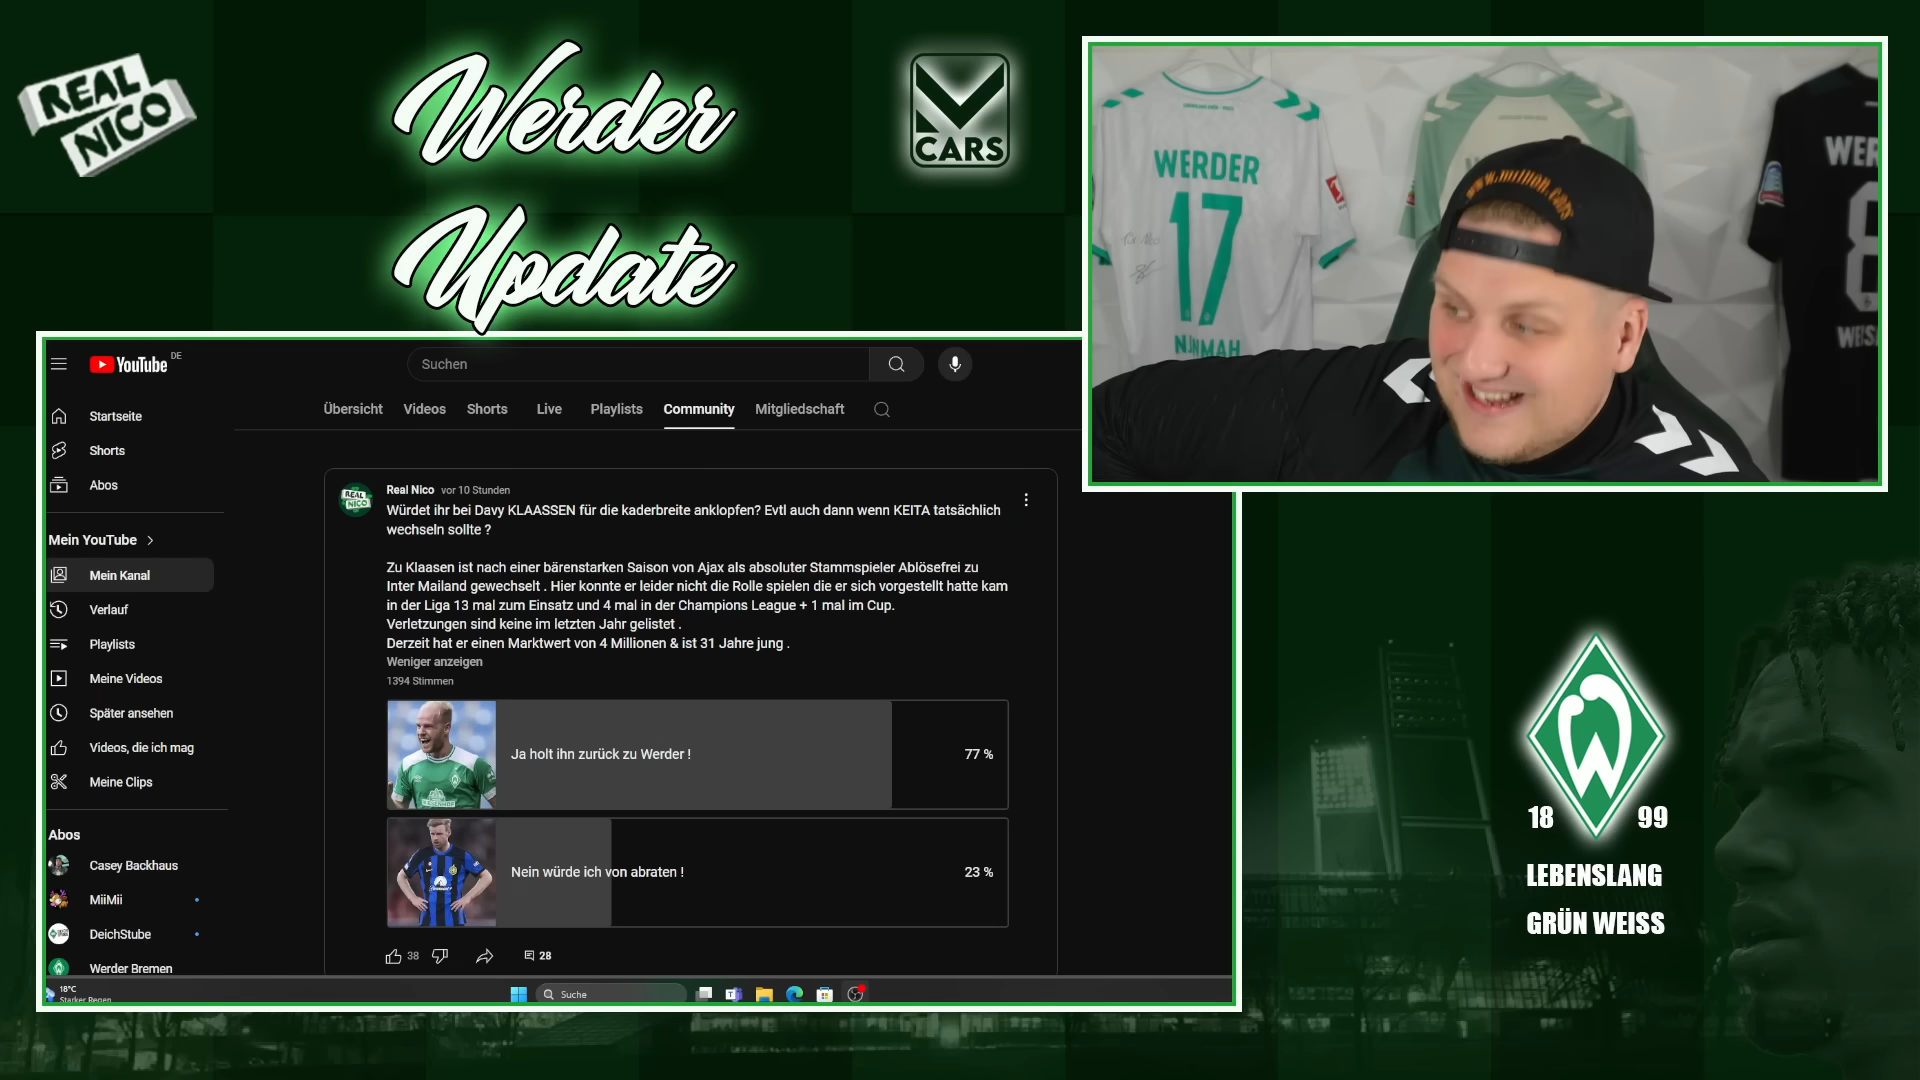 REAL
NICO
Werder
Update
CARS
WERDER
17
www.milinon.cars
YouTube DE
Suchen
Startseite
Shorts
Abos
Mein YouTube
Mein Kanal
Verlauf
Playlists
Meine Videos
Später ansehen
Videos, die ich mag
Meine Clips
Abos
Casey Backhaus
MiiMii
DeichStube
Werder Bremen
Übersicht Videos Shorts Live Playlists Community Mitgliedschaft
Real Nico vor 10 Stunden
Würdet ihr bei Davy KLAASSEN für die kaderbreite anklopfen? Evtl auch dann wenn KEITA tatsächlich
wechseln sollte ?
Zu Klaasen ist nach einer bärenstarken Saison von Ajax als absoluter Stammspieler Ablösefrei zu
Inter Mailand gewechselt . Hier konnte er leider nicht die Rolle spielen die er sich vorgestellt hatte kam
in der Liga 13 mal zum Einsatz und 4 mal in der Champions League + 1 mal im Cup.
Verletzungen sind keine im letzten Jahr gelistet .
Derzeit hat er einen Marktwert von 4 Millionen & ist 31 Jahre jung .
Weniger anzeigen
1394 Stimmen
Ja holt ihn zurück zu Werder ! 77 %
Nein würde ich von abraten ! 23 %
38 28
18°C
Starker Regen
Suche
18 99
LEBENSLANG
GRÜN WEISS